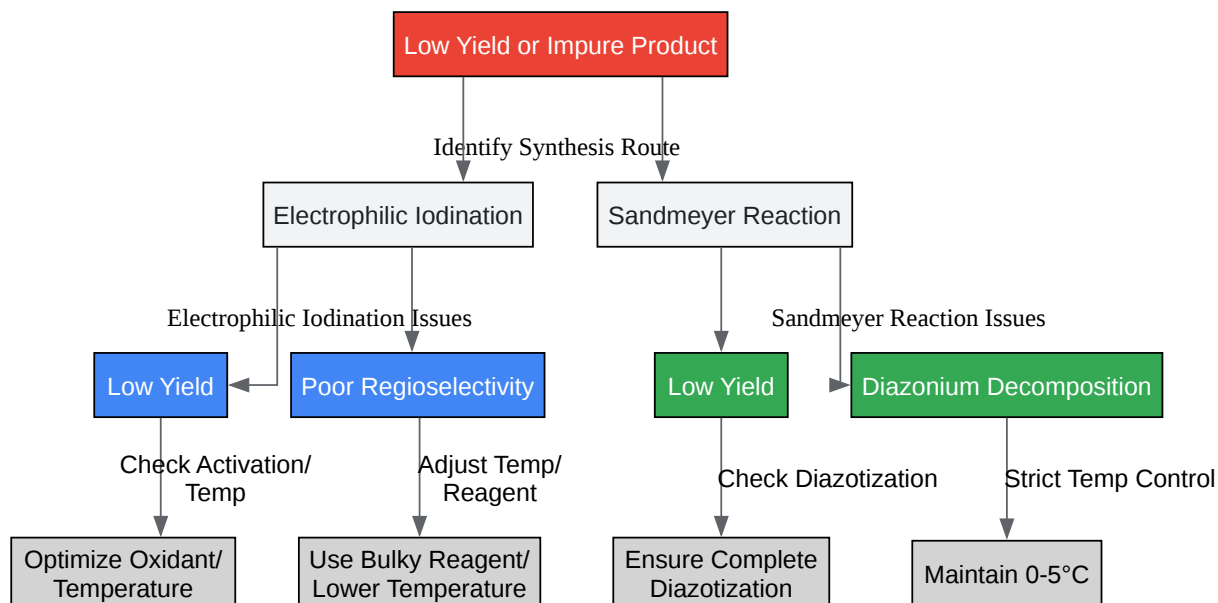 Low Yield or Impure Product
Identify Synthesis Route
Electrophilic Iodination
Sandmeyer Reaction
Electrophilic Iodination Issues
Sandmeyer Reaction Issues
Low Yield
Poor Regioselectivity
Low Yield
Diazonium Decomposition
Check Activation/
Temp
Adjust Temp/
Reagent
Check Diazotization
Strict Temp Control
Optimize Oxidant/
Temperature
Use Bulky Reagent/
Lower Temperature
Ensure Complete
Diazotization
Maintain 0-5°C